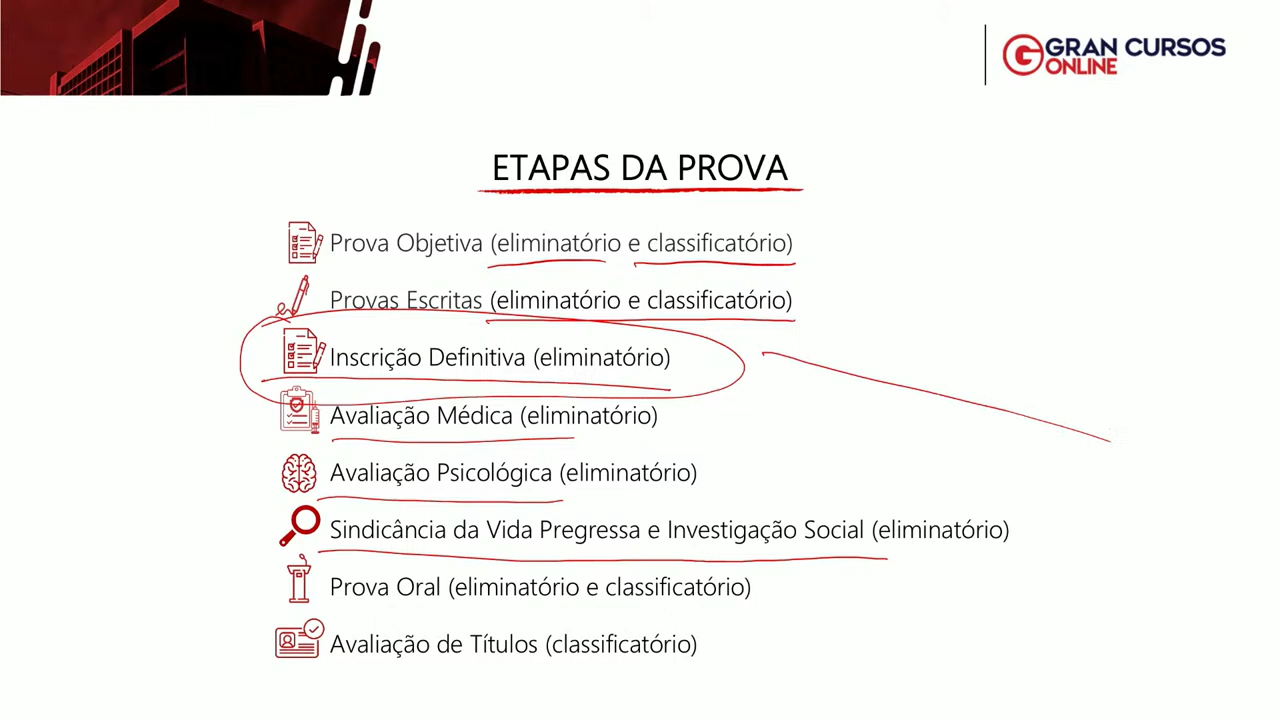 GRAN CURSOS
ONLINE
ETAPAS DA PROVA
Prova Objetiva (eliminatório e classificatório)
Provas Escritas (eliminatório e classificatório)
Inscrição Definitiva (eliminatório)
Avaliação Médica (eliminatório)
Avaliação Psicológica (eliminatório)
Sindicância da Vida Pregressa e Investigação Social (eliminatório)
Prova Oral (eliminatório e classificatório)
Avaliação de Títulos (classificatório)